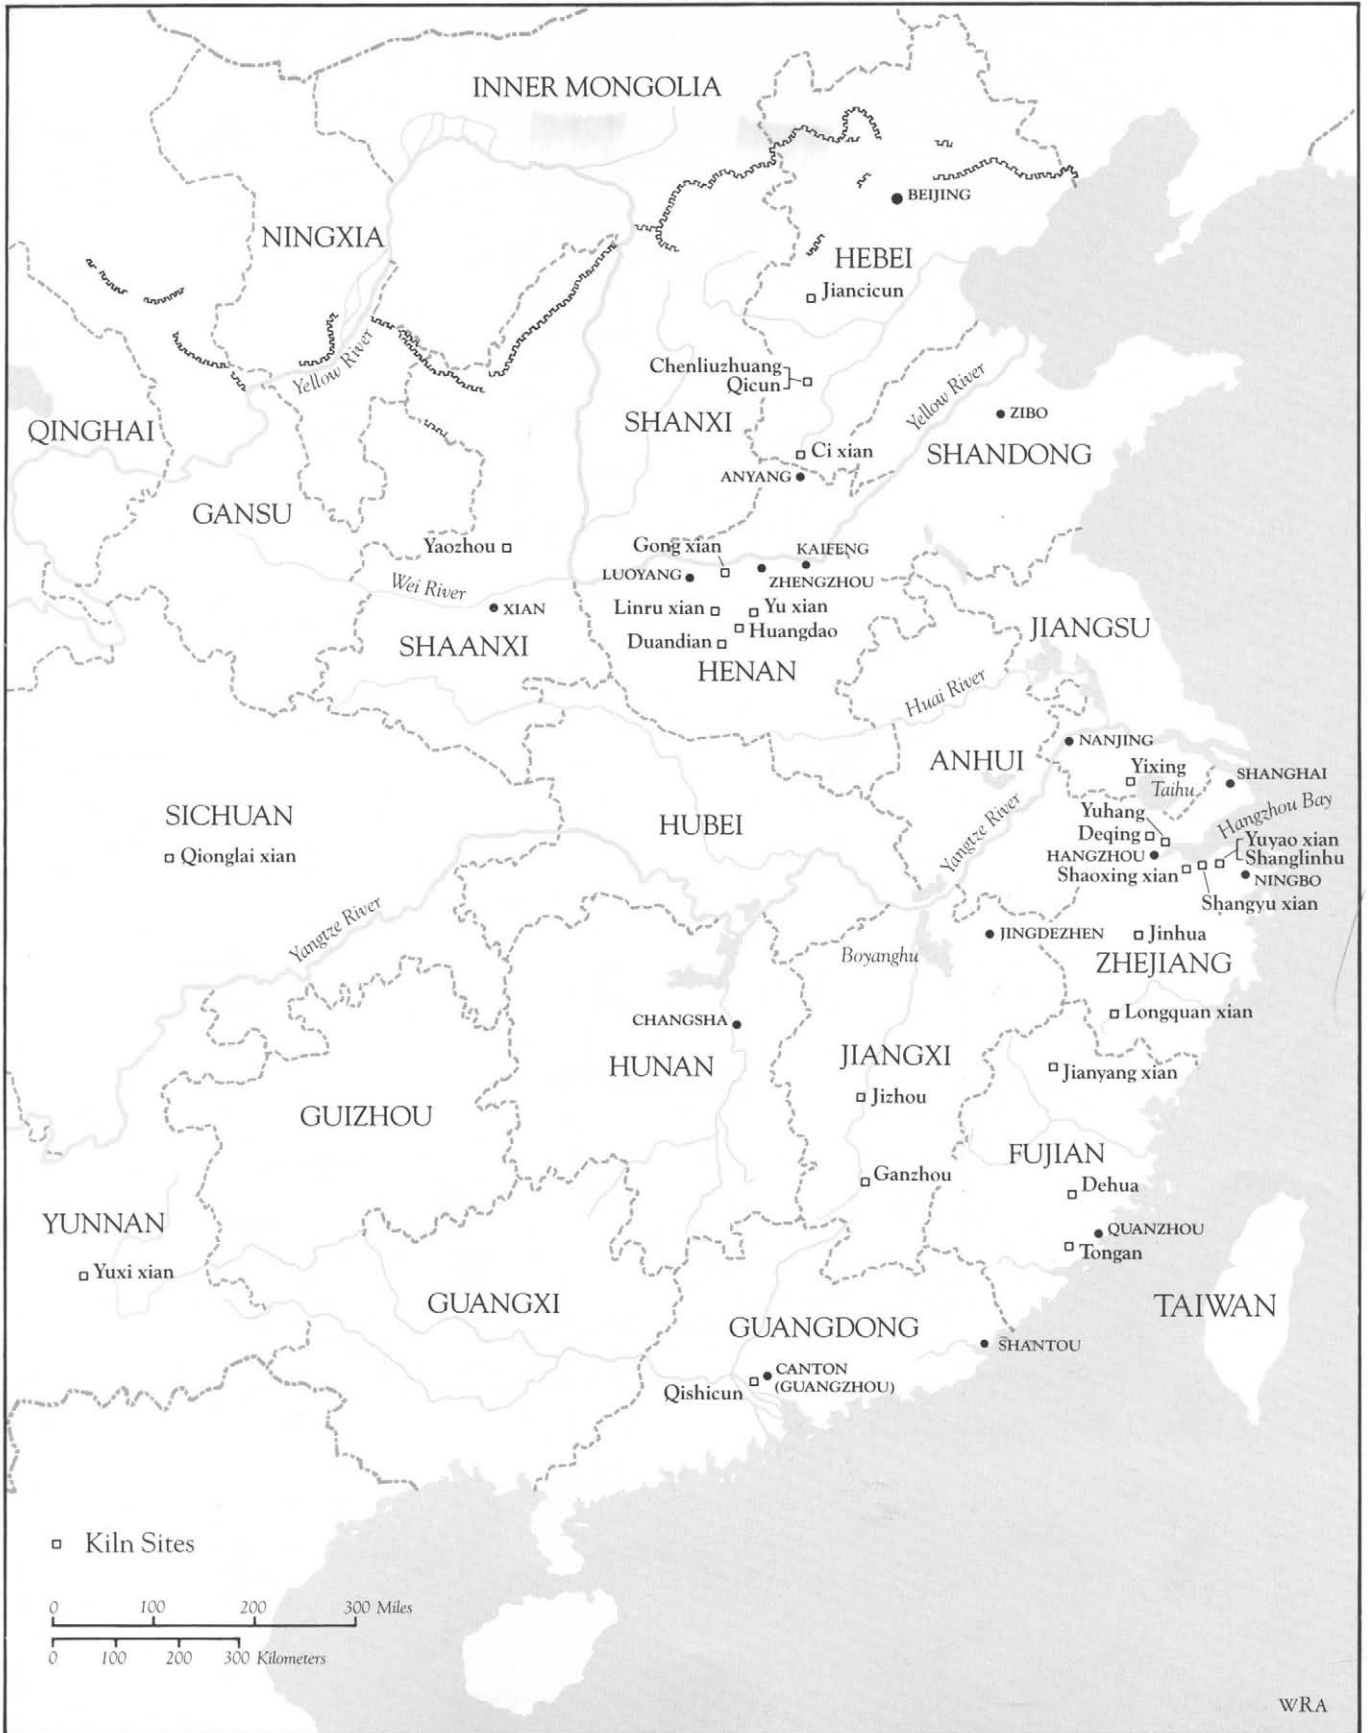 INNER MONGOLIA
BEIJING
NINGXIA
HEBEI
Jiancicun
Yellow River
Chenliuzhuang
Qicun
Yellow River
ZIBO
QINGHAI
SHANXI
Ci xian
SHANDONG
ANYANG
GANSU
Yaozhou
Gong xian
KAIFENG
LUOYANG
ZHENGZHOU
Wei River
XIAN
Linru xian
Yu xian
Huangdao
Duandian
JIANGSU
SHAANXI
HENAN
Huai River
NANJING
ANHUI
Yixing
Taihu
SHANGHAI
SICHUAN
HUBEI
Yangtze River
Yuhang
Hangzhou Bay
Deqing
Yuyao xian
Qionglai xian
HANGZHOU
Shanglinhu
Shaoxing xian
NINGBO
Shangyu xian
Yangtze River
JINGDEZHEN
Jinhua
Boyanghu
ZHEJIANG
CHANGSHA
Longquan xian
HUNAN
JIANGXI
Jianyang xian
Jizhou
GUIZHOU
FUJIAN
Ganzhou
Dehua
YUNNAN
QUANZHOU
Tongan
Yuxi xian
GUANGXI
TAIWAN
GUANGDONG
SHANTOU
CANTON
(GUANGZHOU)
Qishicun
Kiln Sites
0 100 200 300 Miles
0 100 200 300 Kilometers
WRA